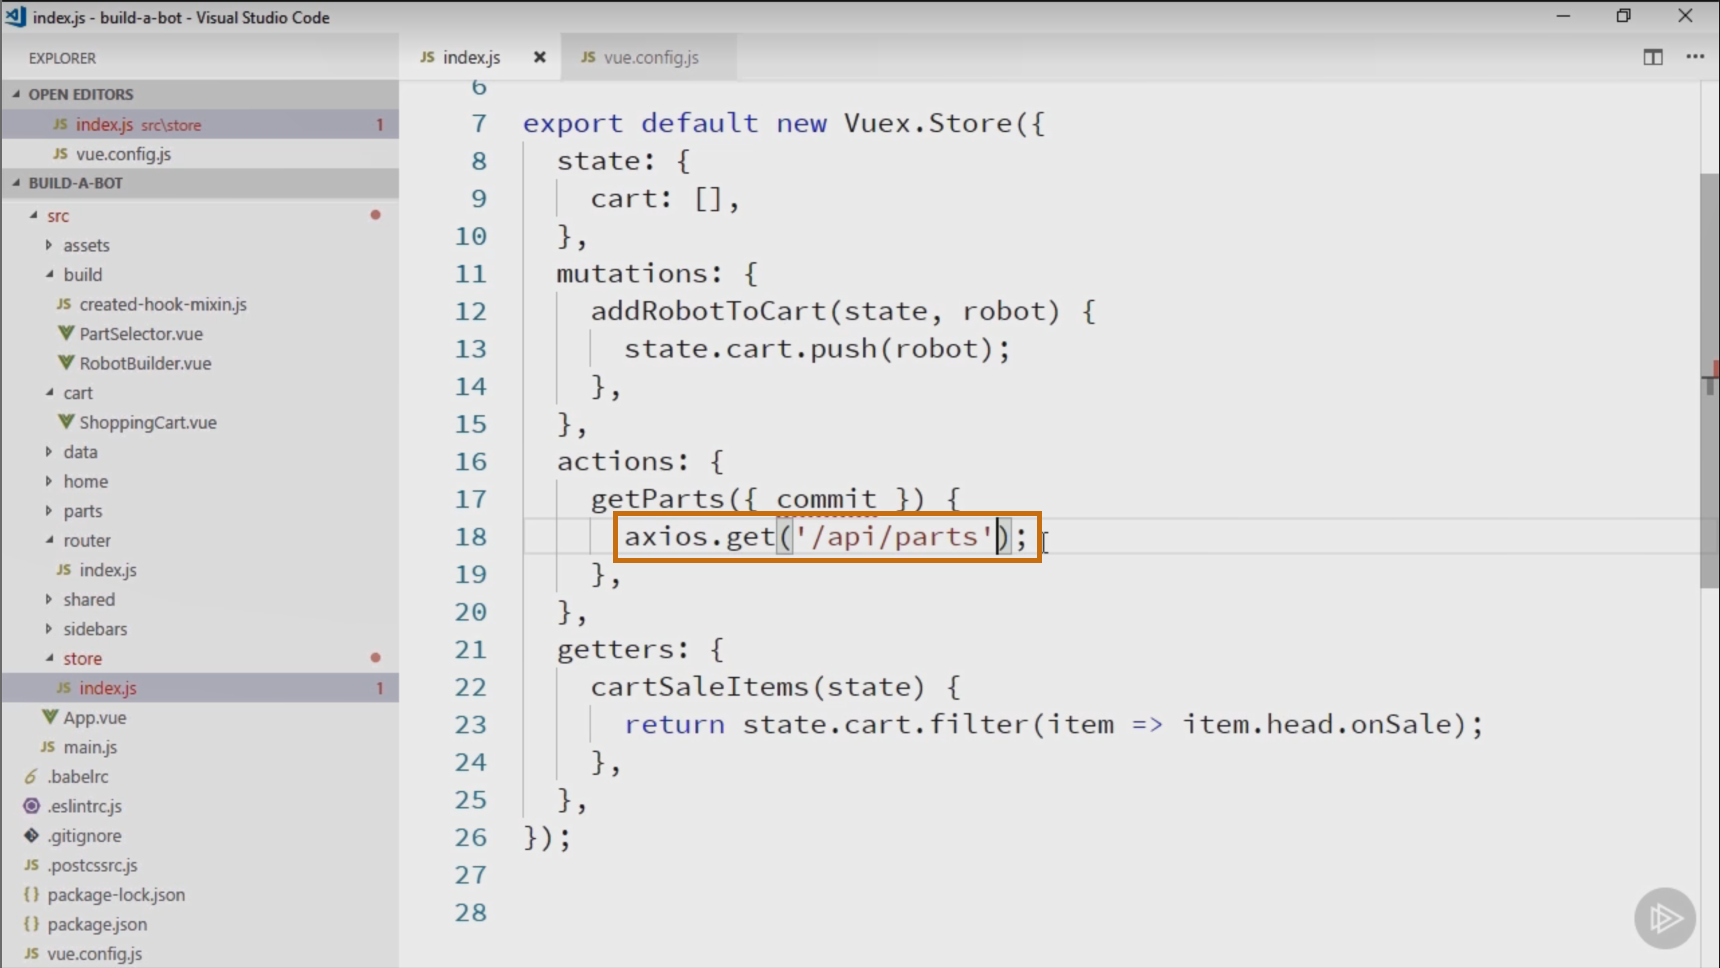 index.js - build-a-bot - Visual Studio Code
EXPLORER
OPEN EDITORS
JS index.js src\store 1
JS vue.config.js
BUILD-A-BOT
src
assets
build
JS created-hook-mixin.js
PartSelector.vue
RobotBuilder.vue
cart
ShoppingCart.vue
data
home
parts
router
JS index.js
shared
sidebars
store
JS index.js 1
App.vue
JS main.js
.babelrc
.eslintrc.js
.gitignore
JS .postcssrc.js
{} package-lock.json
{} package.json
JS vue.config.js
JS index.js
JS vue.config.js
6
7 export default new Vuex.Store({
8 state: {
9 cart: [],
10 },
11 mutations: {
12 addRobotToCart(state, robot) {
13 state.cart.push(robot);
14 },
15 },
16 actions: {
17 getParts({ commit }) {
18 axios.get('/api/parts');
19 },
20 },
21 getters: {
22 cartSaleItems(state) {
23 return state.cart.filter(item => item.head.onSale);
24 },
25 },
26 });
27
28